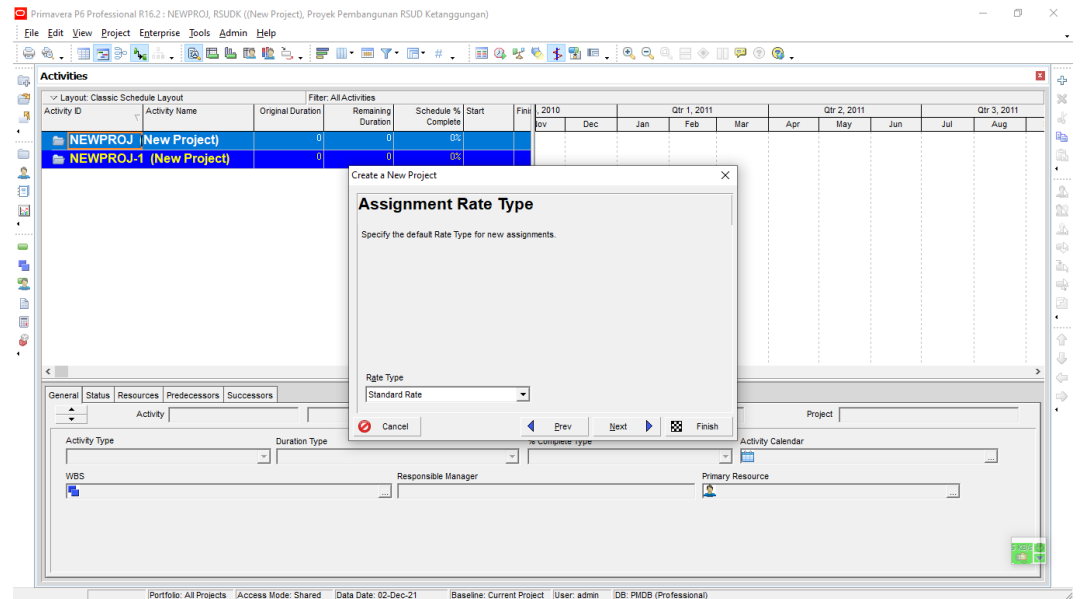 Primavera P6 Professional R16.2 : NEWPROJ, RSUDK ((New Project), Proyek Pembangunan RSUD Ketanggungan)
File Edit View Project Enterprise Tools Admin Help
Activities
Layout: Classic Schedule Layout Filter: All Activities
Activity ID Activity Name Original Duration Remaining Duration Schedule % Complete Start Fini
, 2010 Qtr 1, 2011 Qtr 2, 2011 Qtr 3, 2011
lov Dec Jan Feb Mar Apr May Jun Jul Aug
NEWPROJ New Project) 0 0 0%
NEWPROJ-1 (New Project) 0 0 0%
Create a New Project
Assignment Rate Type
Specify the default Rate Type for new assignments.
Rate Type
Standard Rate
Cancel Prev Next Finish
General Status Resources Predecessors Successors
Activity Project
Activity Type Duration Type % Complete Type Activity Calendar
WBS Responsible Manager Primary Resource
Portfolio: All Projects Access Mode: Shared Data Date: 02-Dec-21 Baseline: Current Project User: admin DB: PMDB (Professional)